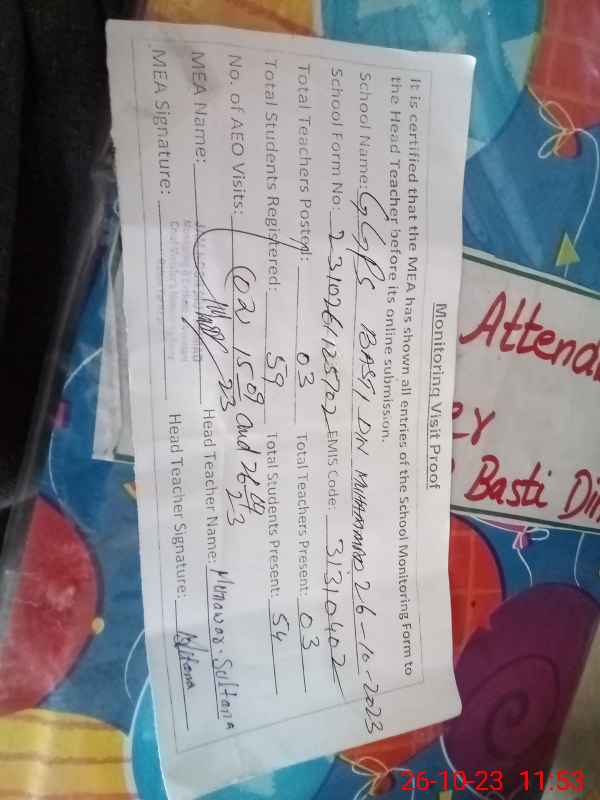 Monitoring Visit Proof
It is certified that the MEA has shown all entries of the School Monitoring Form to
the Head Teacher before its online submission.
School Name: GGPS BASTI DIN MUHAMMAD 26-10-2023
School Form No: 2310261125702 EMIS Code: 31310402
Total Teachers Posted: 03 Total Teachers Present: 03
Total Students Registered: 59 Total Students Present: 54
No. of AEO Visits: 02 15 09 23 and 26 09 23
MEA Name: Head Teacher Name: Munawar Sultana
MEA Signature: Head Teacher Signature:
Attenda
er
Basti Din
26-10-23 11:53